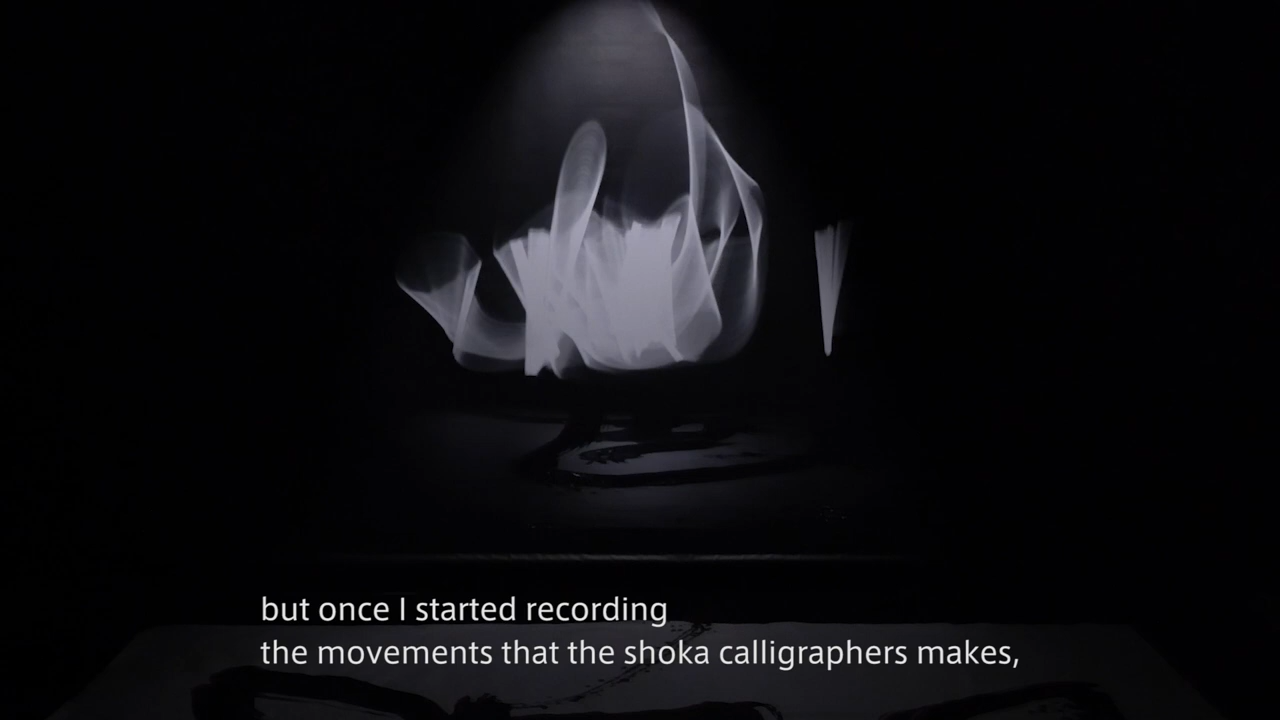 but once I started recording
the movements that the shoka calligraphers makes,